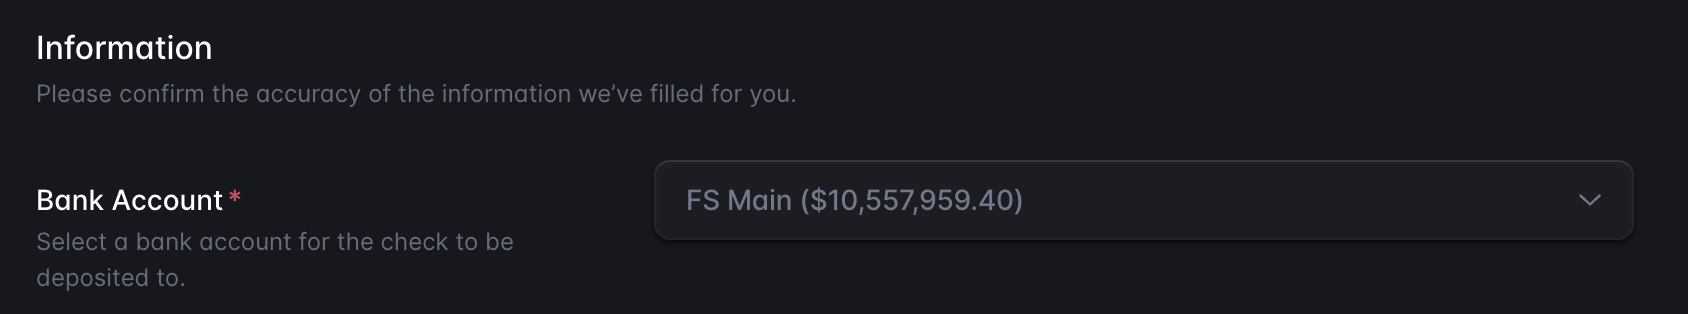 Information
Please confirm the accuracy of the information we’ve filled for you.
Bank Account*
Select a bank account for the check to be
deposited to.
FS Main ($10,557,959.40)